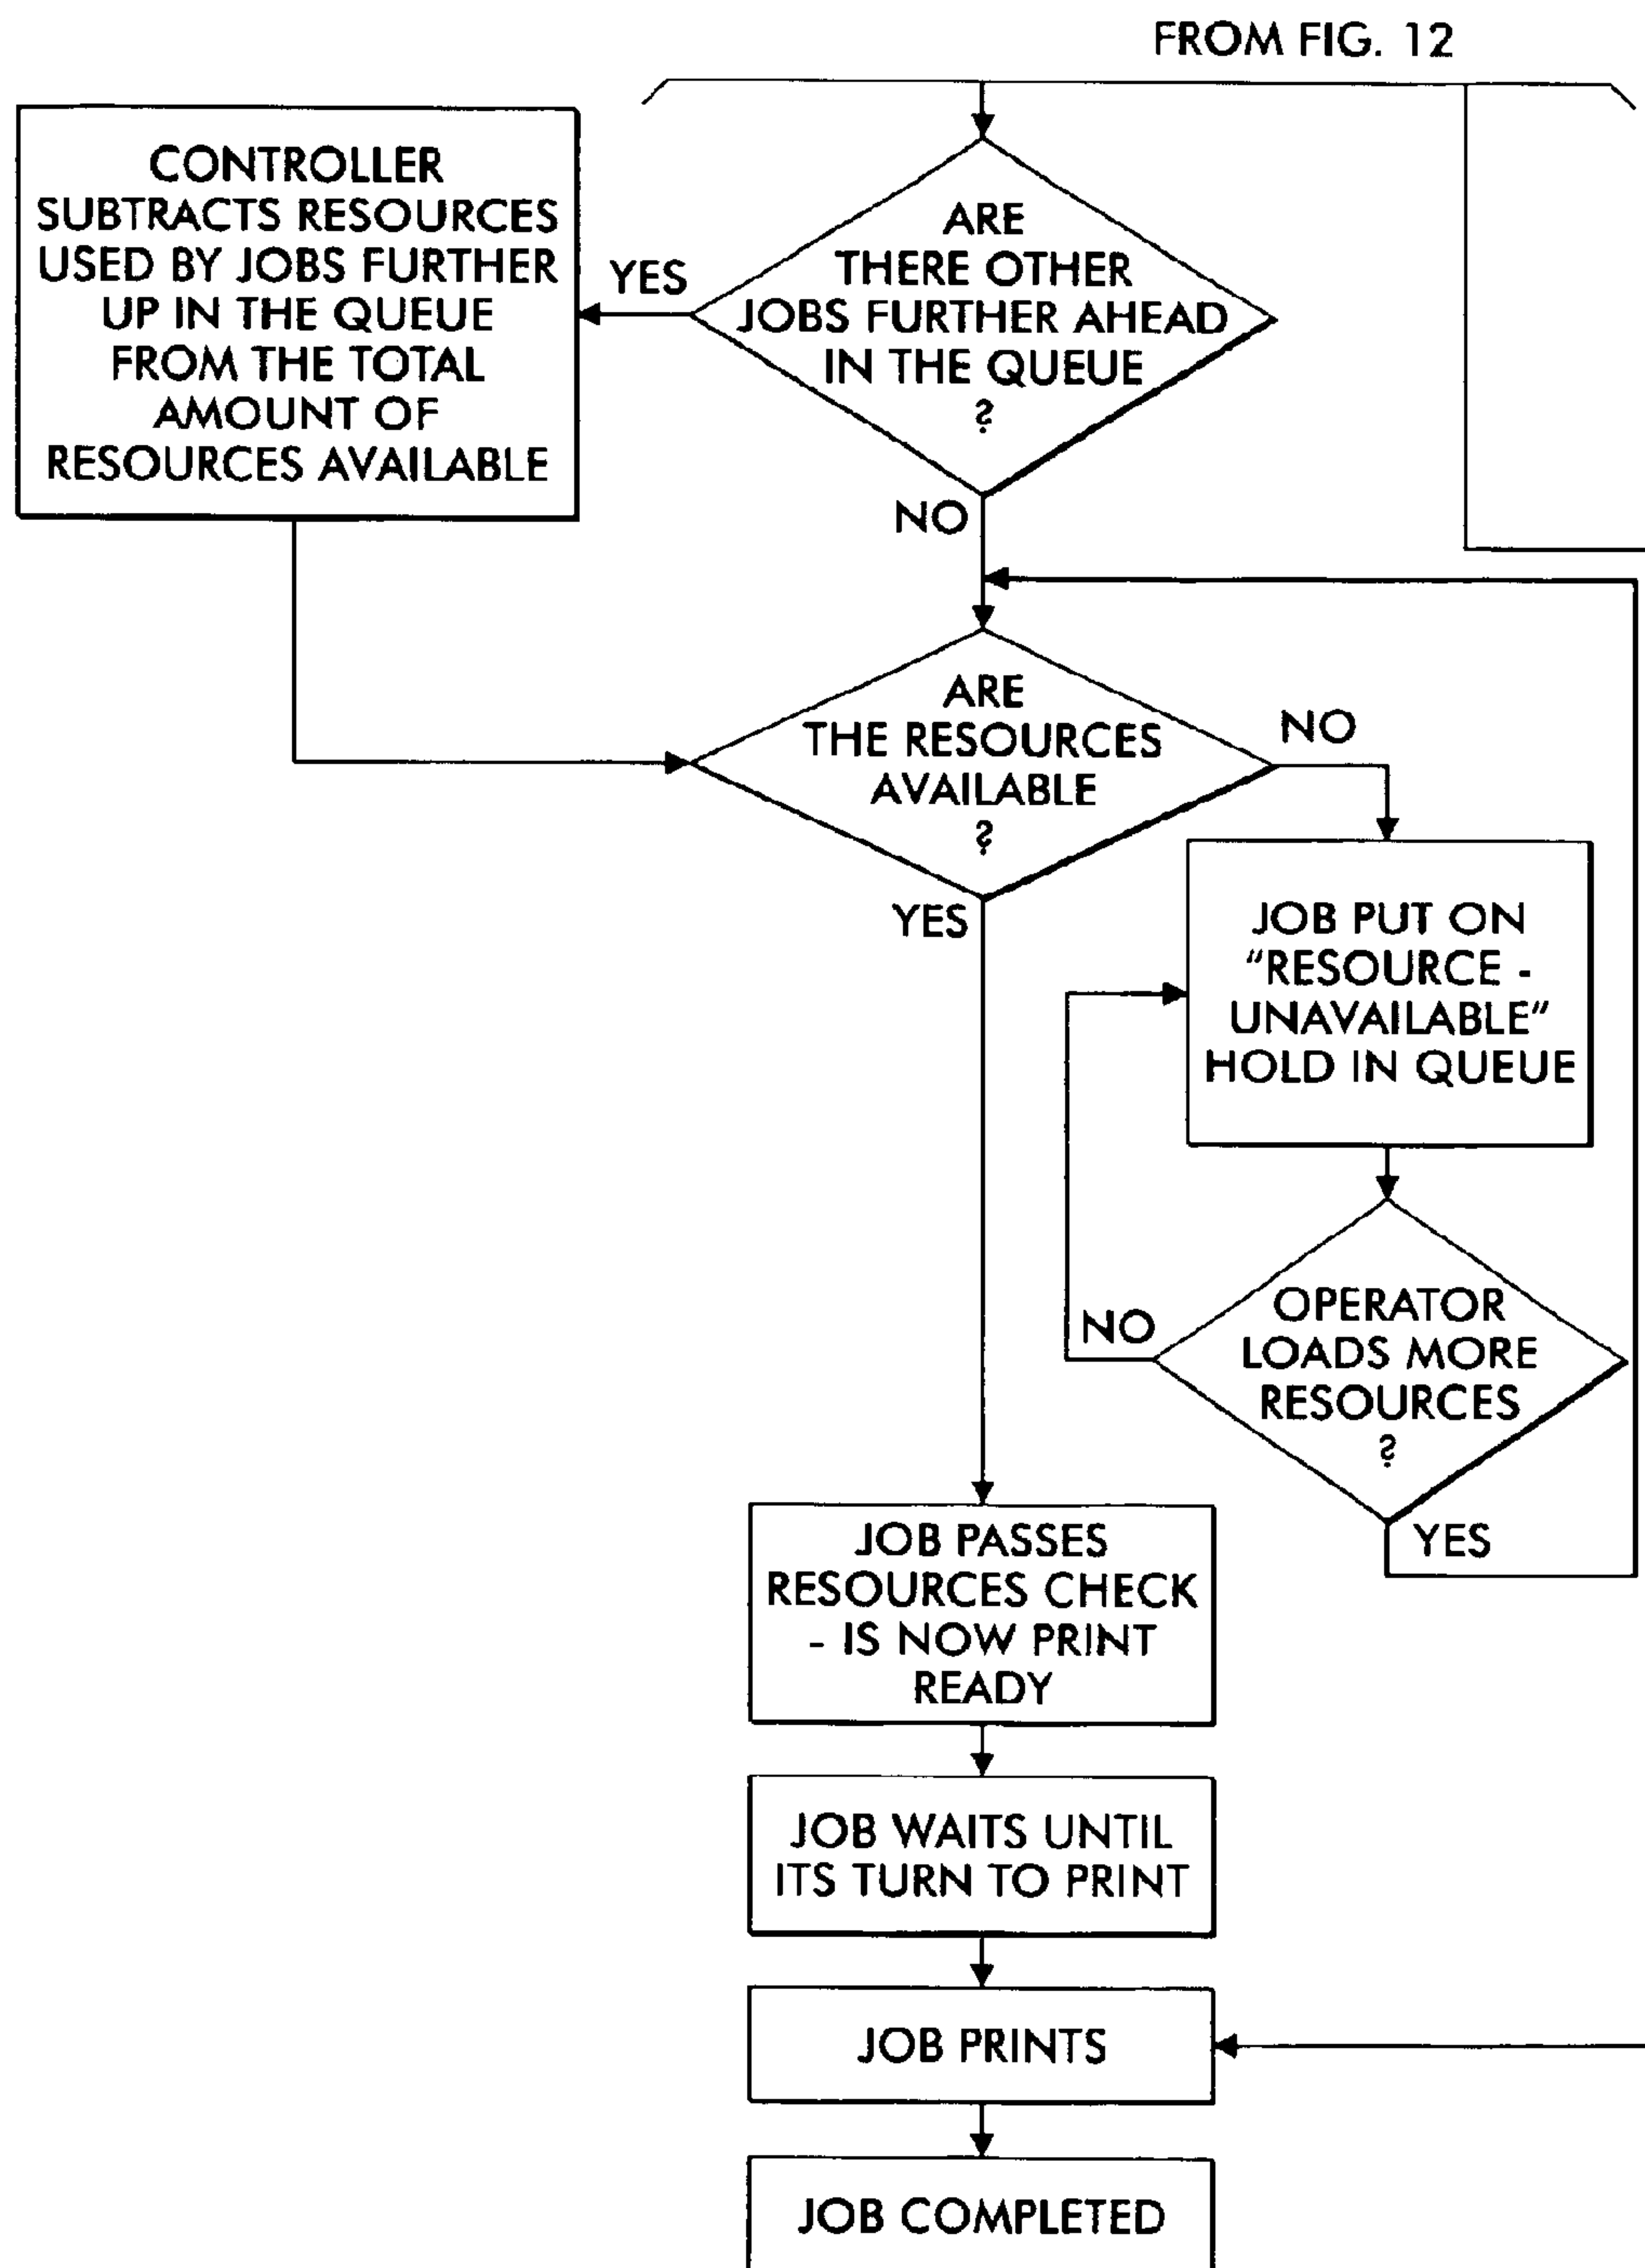 FROM FIG. 12
CONTROLLER
SUBTRACTS RESOURCES
USED BY JOBS FURTHER
UP IN THE QUEUE
FROM THE TOTAL
AMOUNT OF
RESOURCES AVAILABLE
YES
ARE
THERE OTHER
JOBS FURTHER AHEAD
IN THE QUEUE
?
NO
ARE
THE RESOURCES
AVAILABLE
?
NO
YES
JOB PUT ON
"RESOURCE -
UNAVAILABLE"
HOLD IN QUEUE
OPERATOR
LOADS MORE
RESOURCES
?
NO
YES
JOB PASSES
RESOURCES CHECK
- IS NOW PRINT
READY
JOB WAITS UNTIL
ITS TURN TO PRINT
JOB PRINTS
JOB COMPLETED